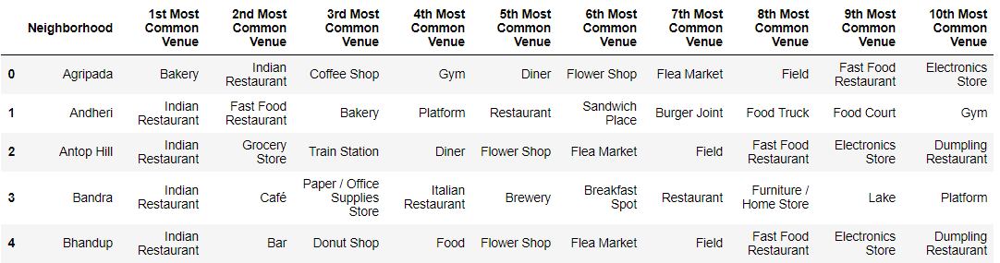 Neighborhood 1st Most Common Venue 2nd Most Common Venue 3rd Most Common Venue 4th Most Common Venue 5th Most Common Venue 6th Most Common Venue 7th Most Common Venue 8th Most Common Venue 9th Most Common Venue 10th Most Common Venue
0 Agripada Bakery Indian Restaurant Coffee Shop Gym Diner Flower Shop Flea Market Field Fast Food Restaurant Electronics Store
1 Andheri Indian Restaurant Fast Food Restaurant Bakery Platform Restaurant Sandwich Place Burger Joint Food Truck Food Court Gym
2 Antop Hill Indian Restaurant Grocery Store Train Station Diner Flower Shop Flea Market Field Fast Food Restaurant Electronics Store Dumpling Restaurant
3 Bandra Indian Restaurant Café Paper / Office Supplies Store Italian Restaurant Brewery Breakfast Spot Restaurant Furniture / Home Store Lake Platform
4 Bhandup Indian Restaurant Bar Donut Shop Food Flower Shop Flea Market Field Fast Food Restaurant Electronics Store Dumpling Restaurant